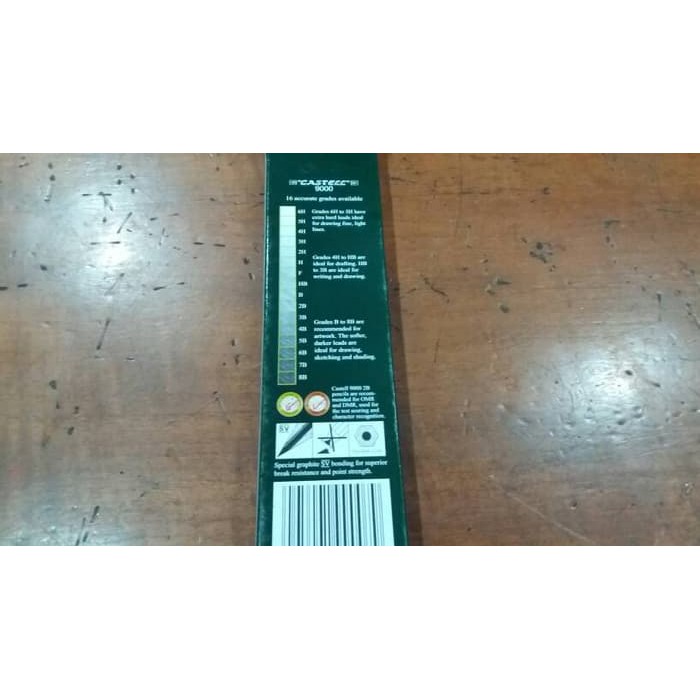 "CASTELL"
9000
16 accurate grades available
6H
5H
4H
3H
2H
H
F
HB
B
2B
3B
4B
5B
6B
7B
8B
Grades 6H to 5H have
extra hard leads ideal
for drawing fine, light
lines.
Grades 4H to HB are
ideal for drafting. HB
to 2B are ideal for
writing and drawing.
Grades B to 8B are
recommended for
artwork. The softer,
darker leads are
ideal for drawing,
sketching and shading.
Castell 9000 2B
pencils are recom-
mended for OMR
and DMR, used for
the test scoring and
character recognition.
SV
Special graphite SV bonding for superior
break resistance and point strength.